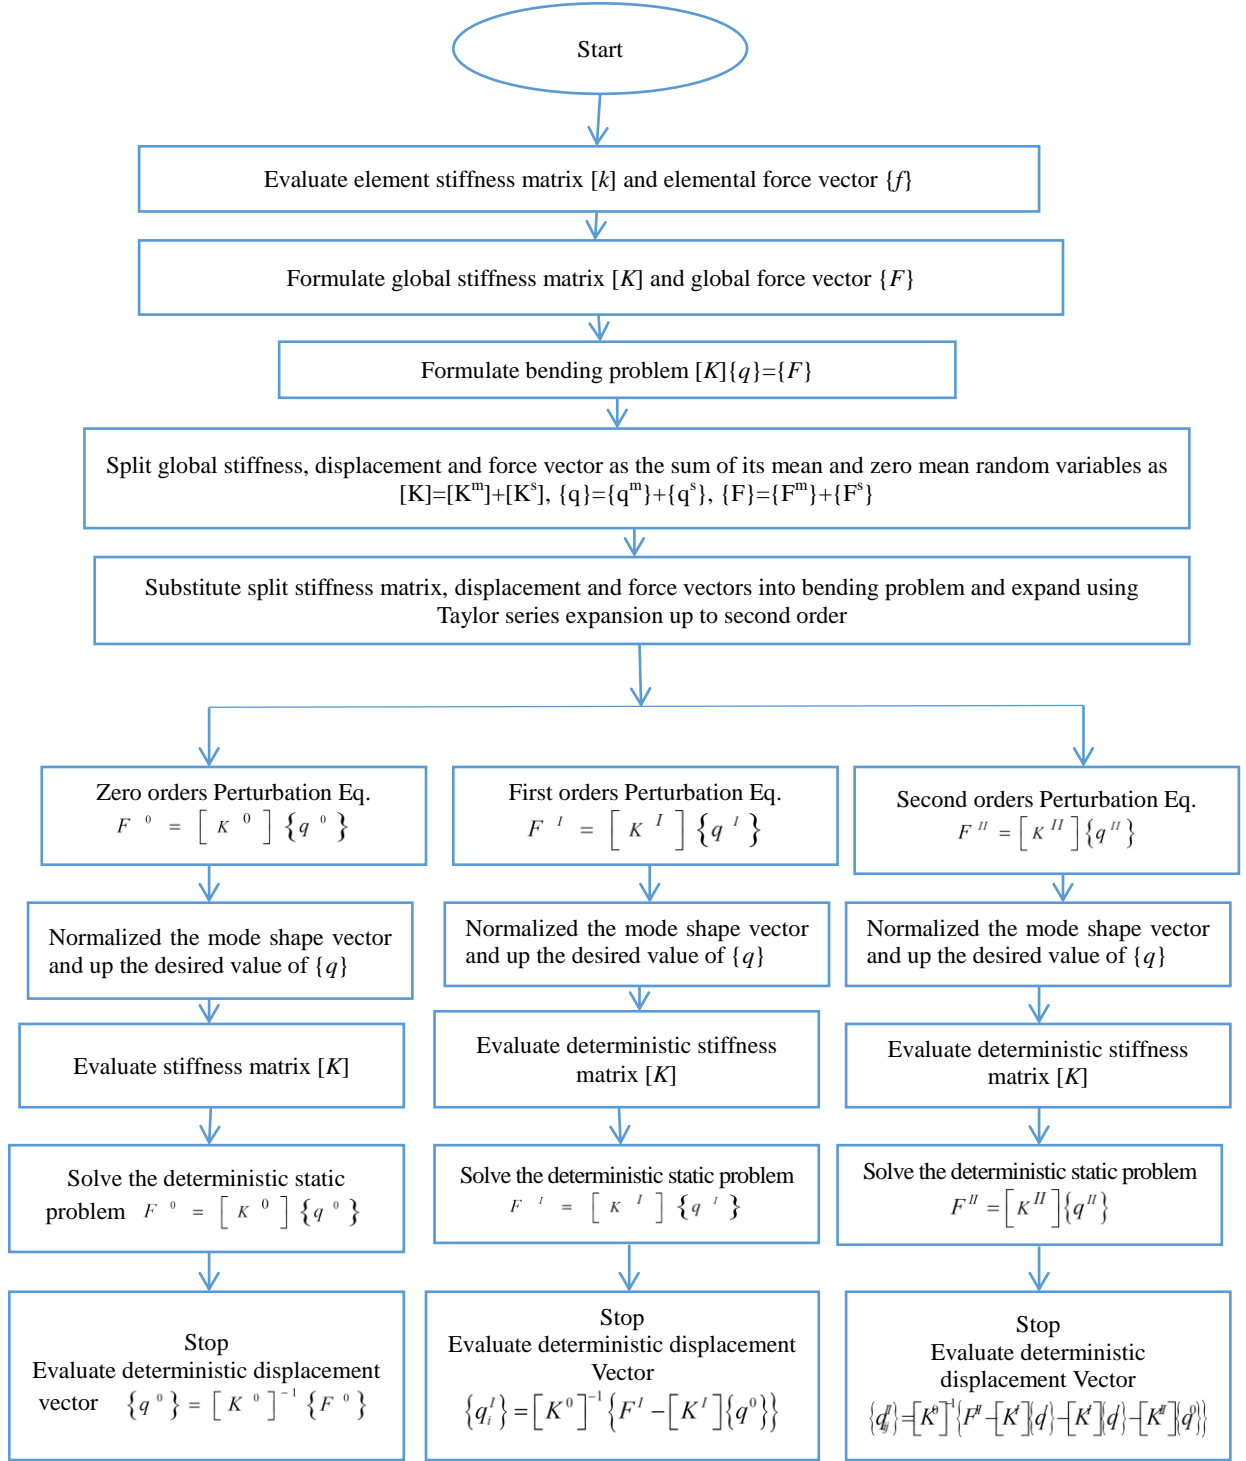 Start
Evaluate element stiffness matrix [k] and elemental force vector {f}
Formulate global stiffness matrix [K] and global force vector {F}
Formulate bending problem [K]{q}={F}
Split global stiffness, displacement and force vector as the sum of its mean and zero mean random variables as
[K]=[K^m]+[K^s], {q}={q^m}+{q^s}, {F}={F^m}+{F^s}
Substitute split stiffness matrix, displacement and force vectors into bending problem and expand using
Taylor series expansion up to second order
Zero orders Perturbation Eq.
F^0 = [K^0] {q^0}
First orders Perturbation Eq.
F^I = [K^I] {q^I}
Second orders Perturbation Eq.
F^II = [K^II] {q^II}
Normalized the mode shape vector
and up the desired value of {q}
Normalized the mode shape vector
and up the desired value of {q}
Normalized the mode shape vector
and up the desired value of {q}
Evaluate stiffness matrix [K]
Evaluate deterministic stiffness
matrix [K]
Evaluate deterministic stiffness
matrix [K]
Solve the deterministic static
problem F^0 = [K^0] {q^0}
Solve the deterministic static problem
F^I = [K^I] {q^I}
Solve the deterministic static problem
F^II = [K^II] {q^II}
Stop
Evaluate deterministic displacement
vector {q^0} = [K^0]^-1 {F^0}
Stop
Evaluate deterministic displacement
Vector
{q_i^I} = [K^0]^-1 {F^I − [K^I]{q^0}}
Stop
Evaluate deterministic
displacement Vector
{q_ij^II} = [K^0]^-1 {F^II − [K^I]{q^I} − [K^I]{q^I} − [K^II]{q^0}}